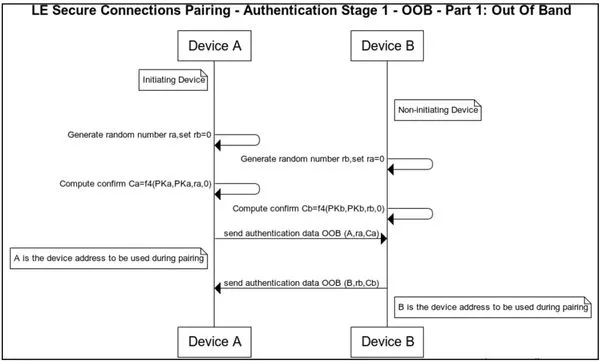 LE Secure Connections Pairing - Authentication Stage 1 - OOB - Part 1: Out Of Band
Device A
Device B
Initiating Device
Non-initiating Device
Generate random number ra,set rb=0
Generate random number rb,set ra=0
Compute confirm Ca=f4(PKa,PKa,ra,0)
Compute confirm Cb=f4(PKb,PKb,rb,0)
send authentication data OOB (A,ra,Ca)
A is the device address to be used during pairing
send authentication data OOB (B,rb,Cb)
B is the device address to be used during pairing
Device A
Device B